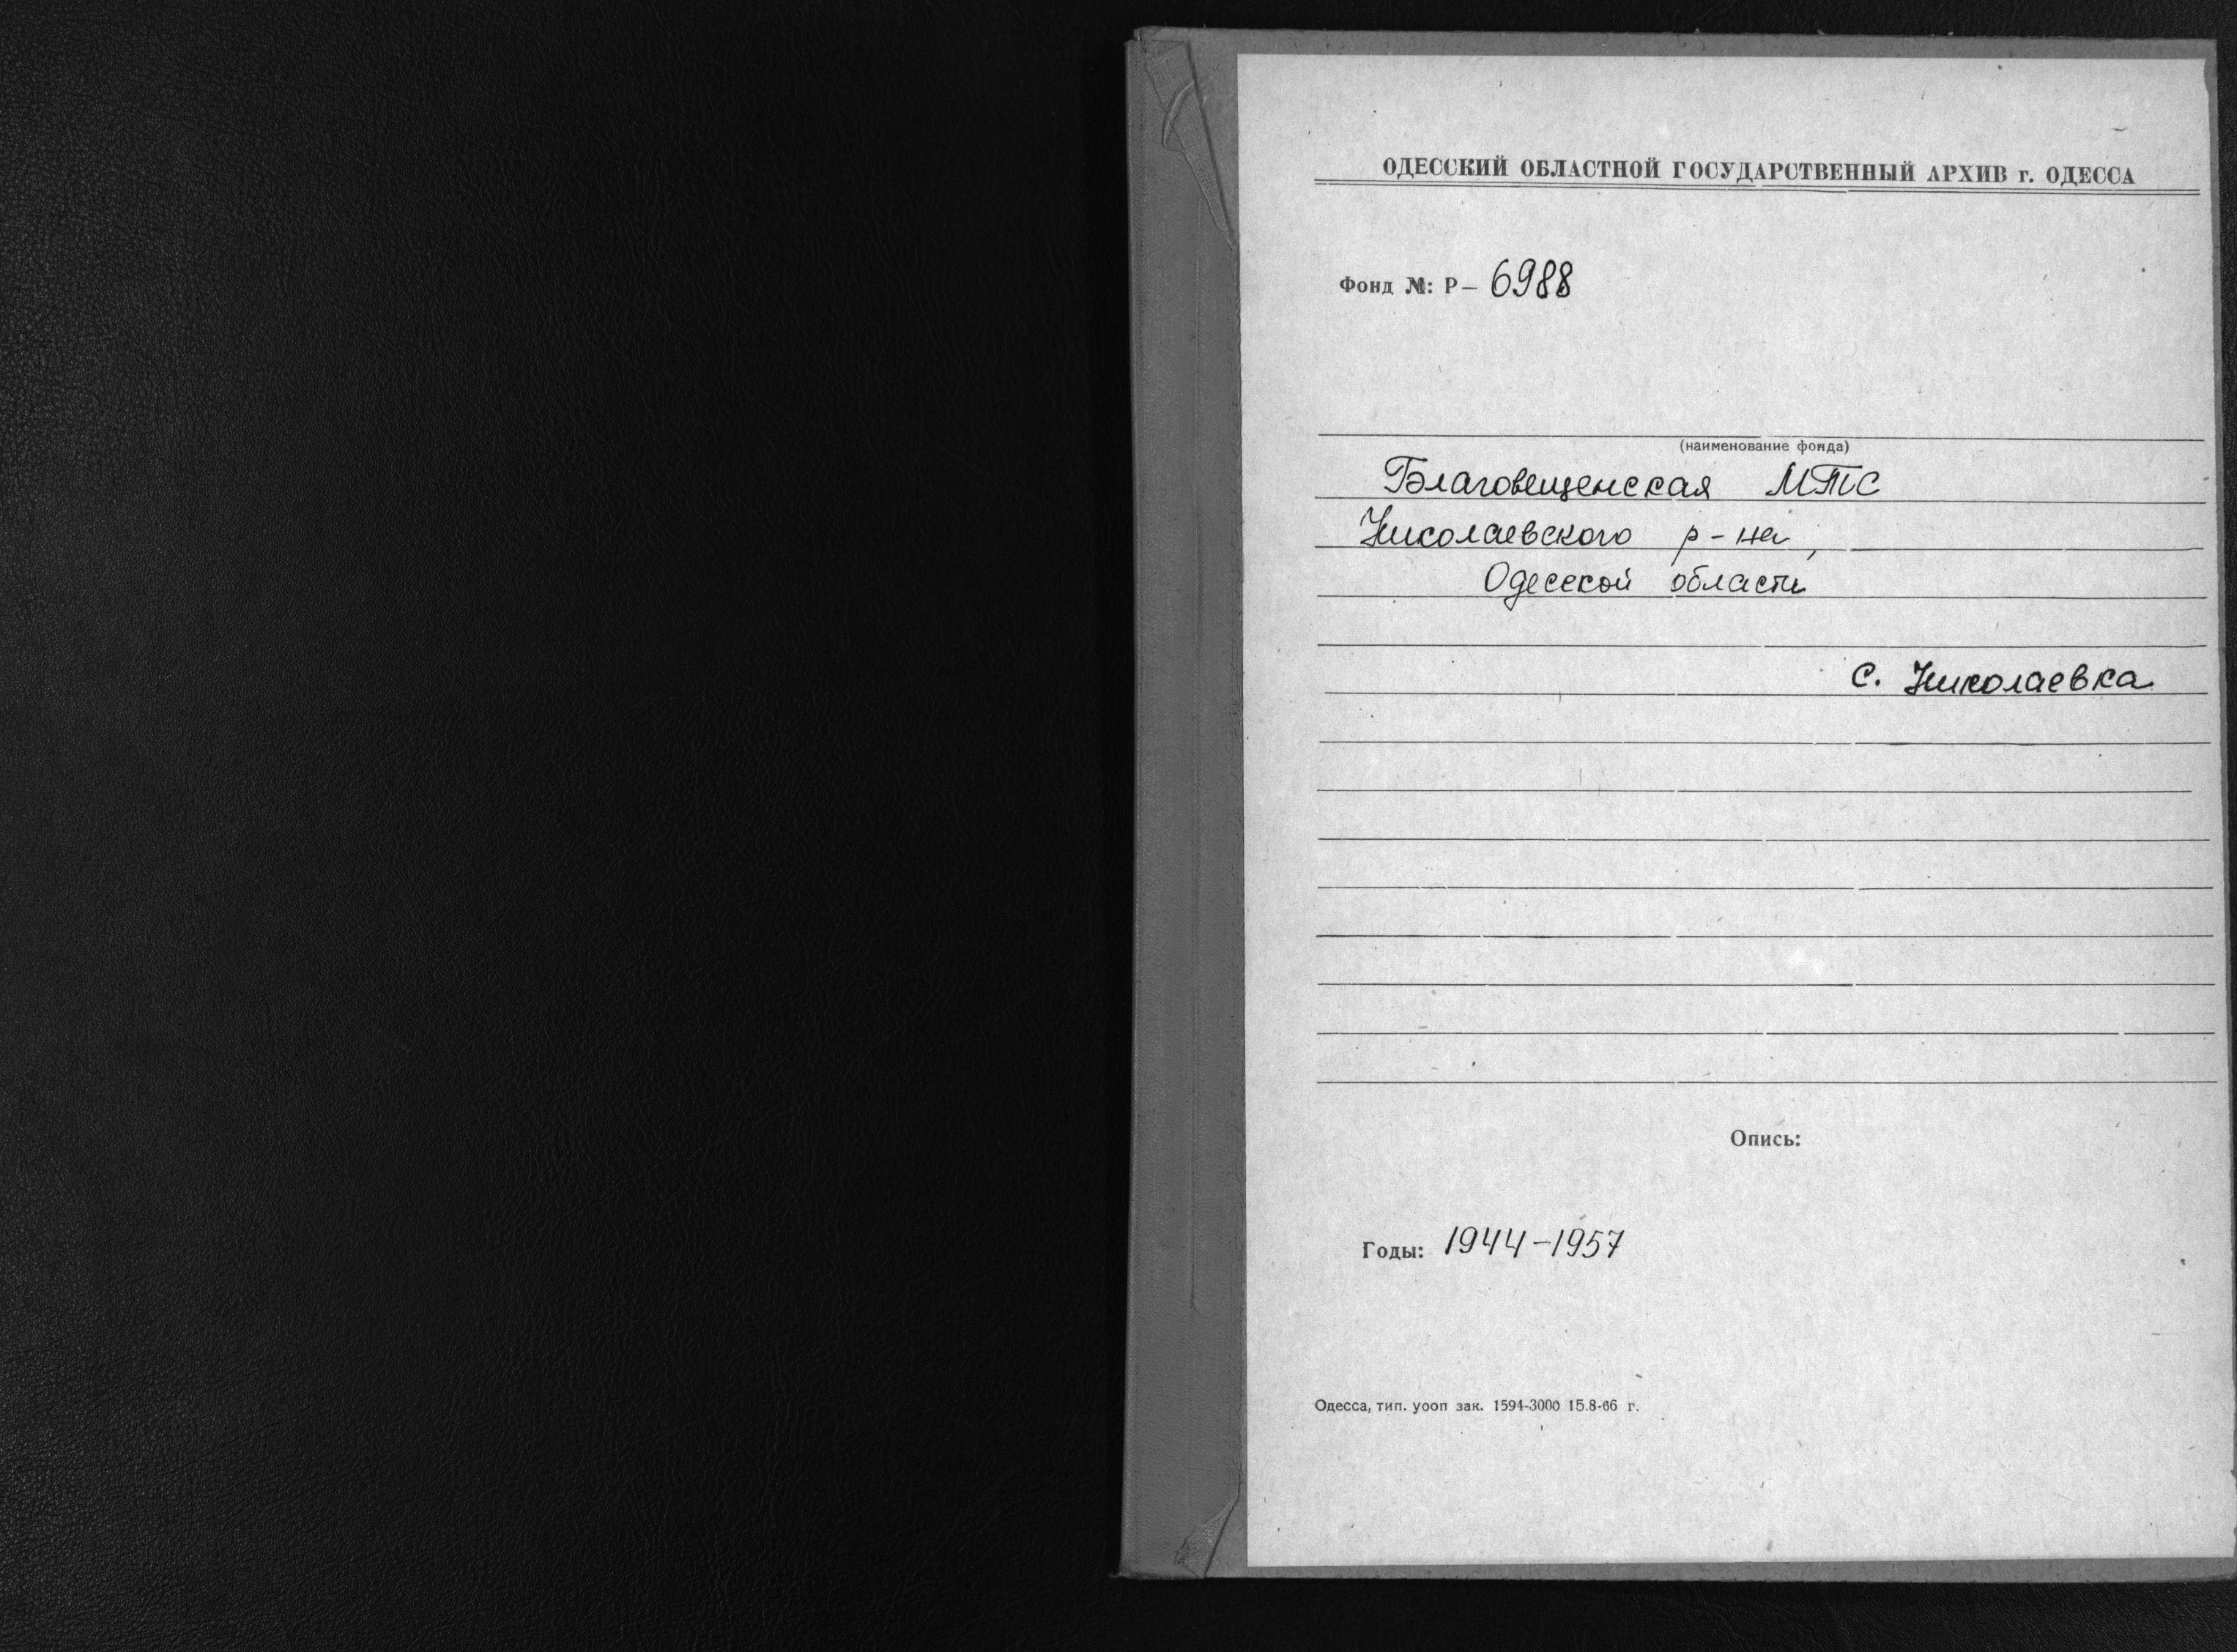 ОДЕССКИЙ ОБЛАСТНОЙ ГОСУДАРСТВЕННЫЙ АРХИВ г. ОДЕССА
Фонд №: Р– 6988
(наименование фонда)
Благовещенская МТС
Николаевского р-на,
Одесской области
с. Николаевка
Опись:
Годы: 1944-1957
Одесса, тип. уооп зак. 1594-3000 15.8-66 г.